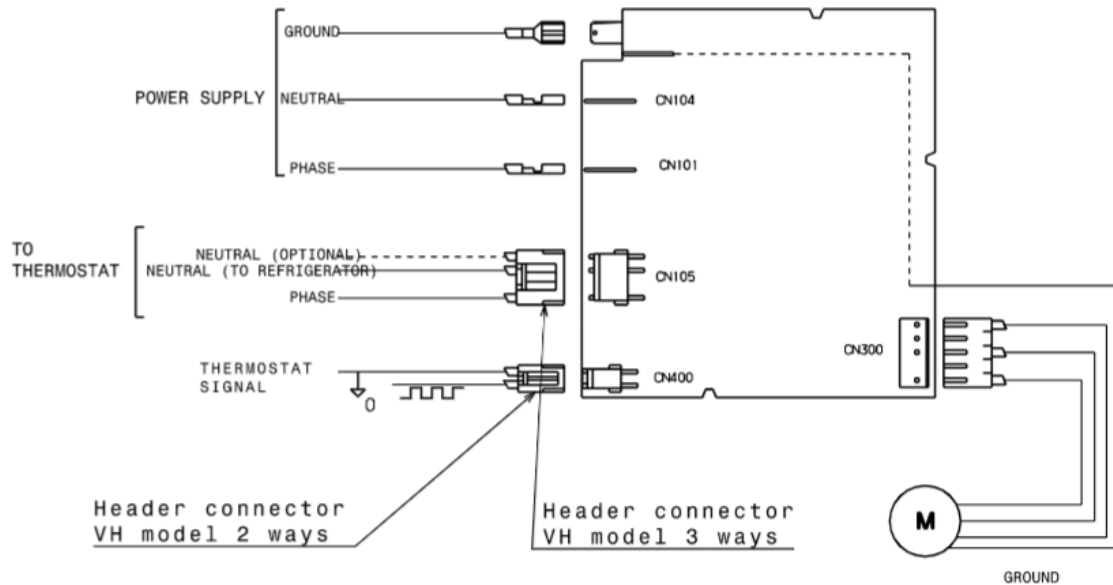 GROUND
POWER SUPPLY
NEUTRAL
CN104
PHASE
CN101
TO
THERMOSTAT
NEUTRAL (OPTIONAL)
NEUTRAL (TO REFRIGERATOR)
CN105
PHASE
CN300
THERMOSTAT
SIGNAL
CN400
0
Header connector
VH model 2 ways
Header connector
VH model 3 ways
M
GROUND